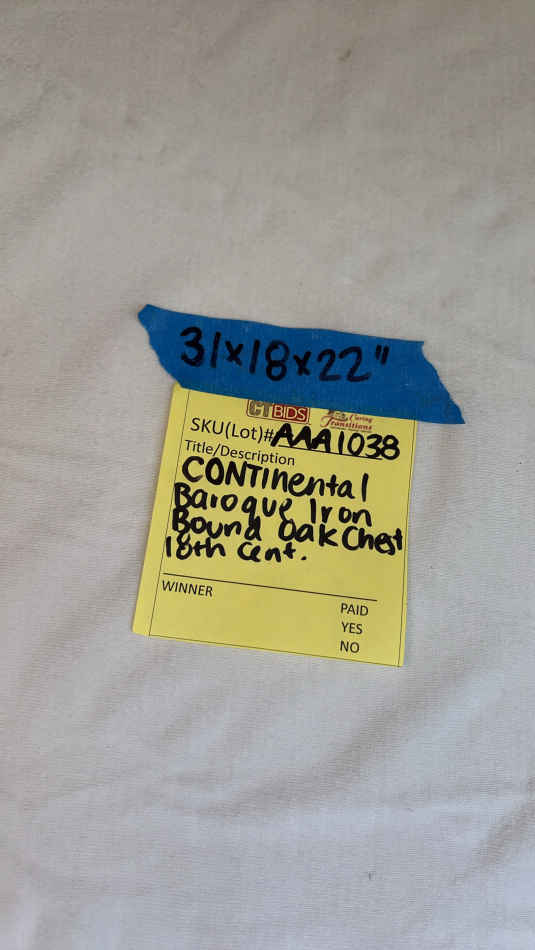 31x18x22"
CTBIDS Caring Transitions
SKU(Lot)# AAA1038
Title/Description
CONTinental
Baroque Iron
Bound Oak Chest
18th Cent.
WINNER
PAID
YES
NO